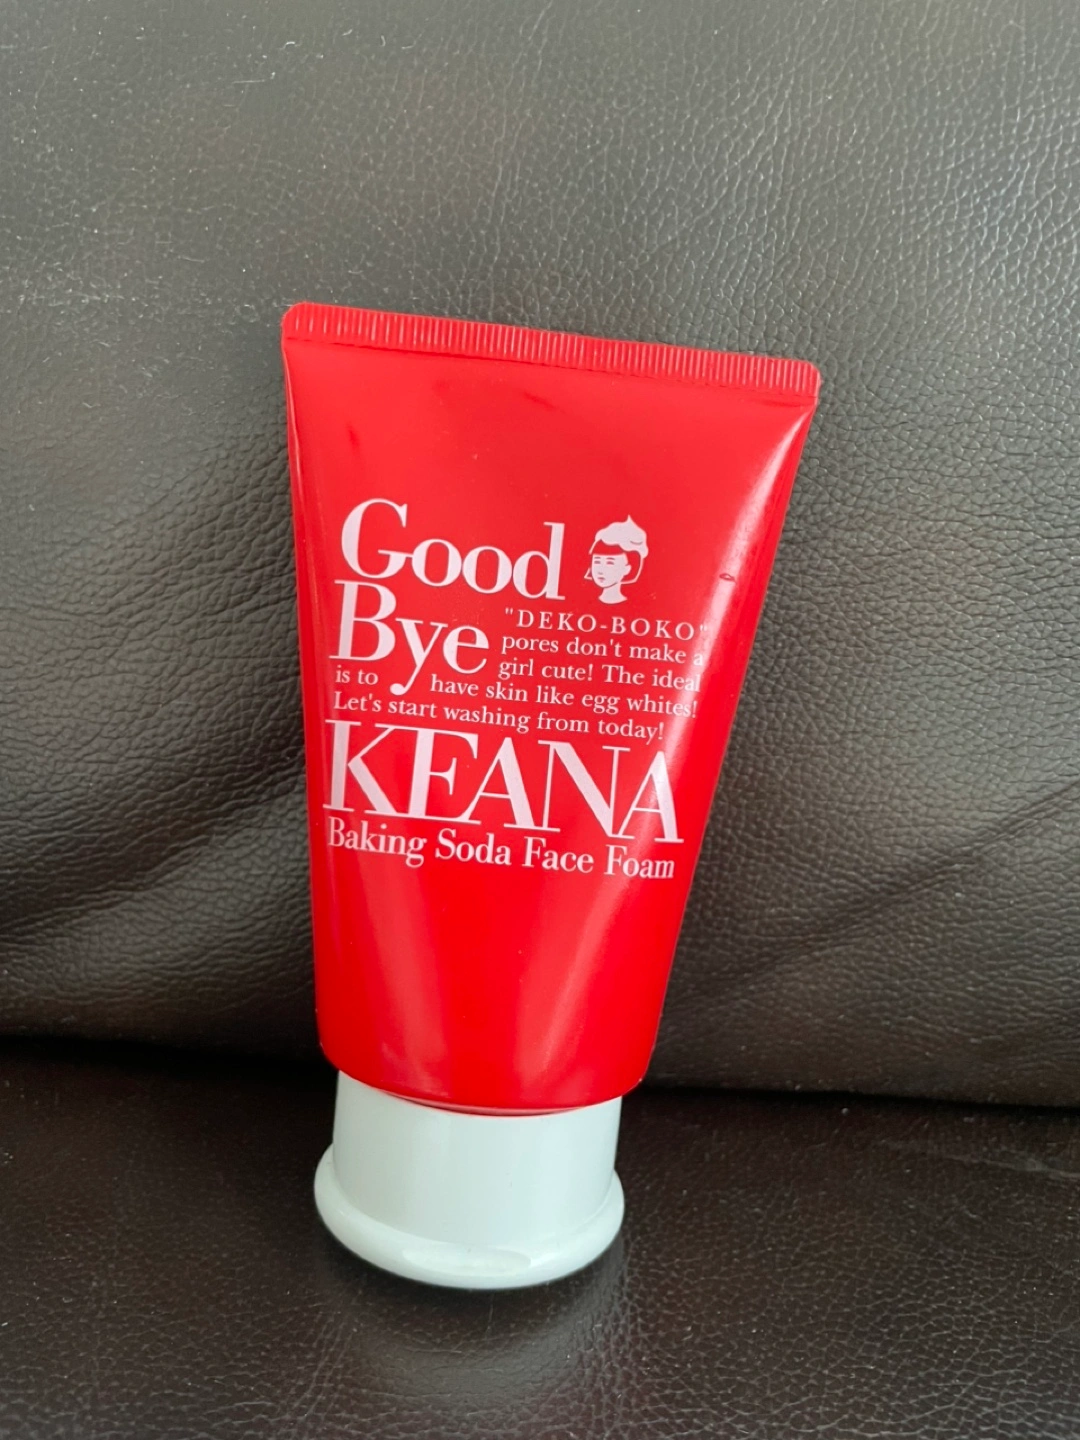 Good
Bye
"DEKO-BOKO"
pores don't make a
girl cute! The ideal
is to have skin like egg whites!
Let's start washing from today!
KEANA
Baking Soda Face Foam